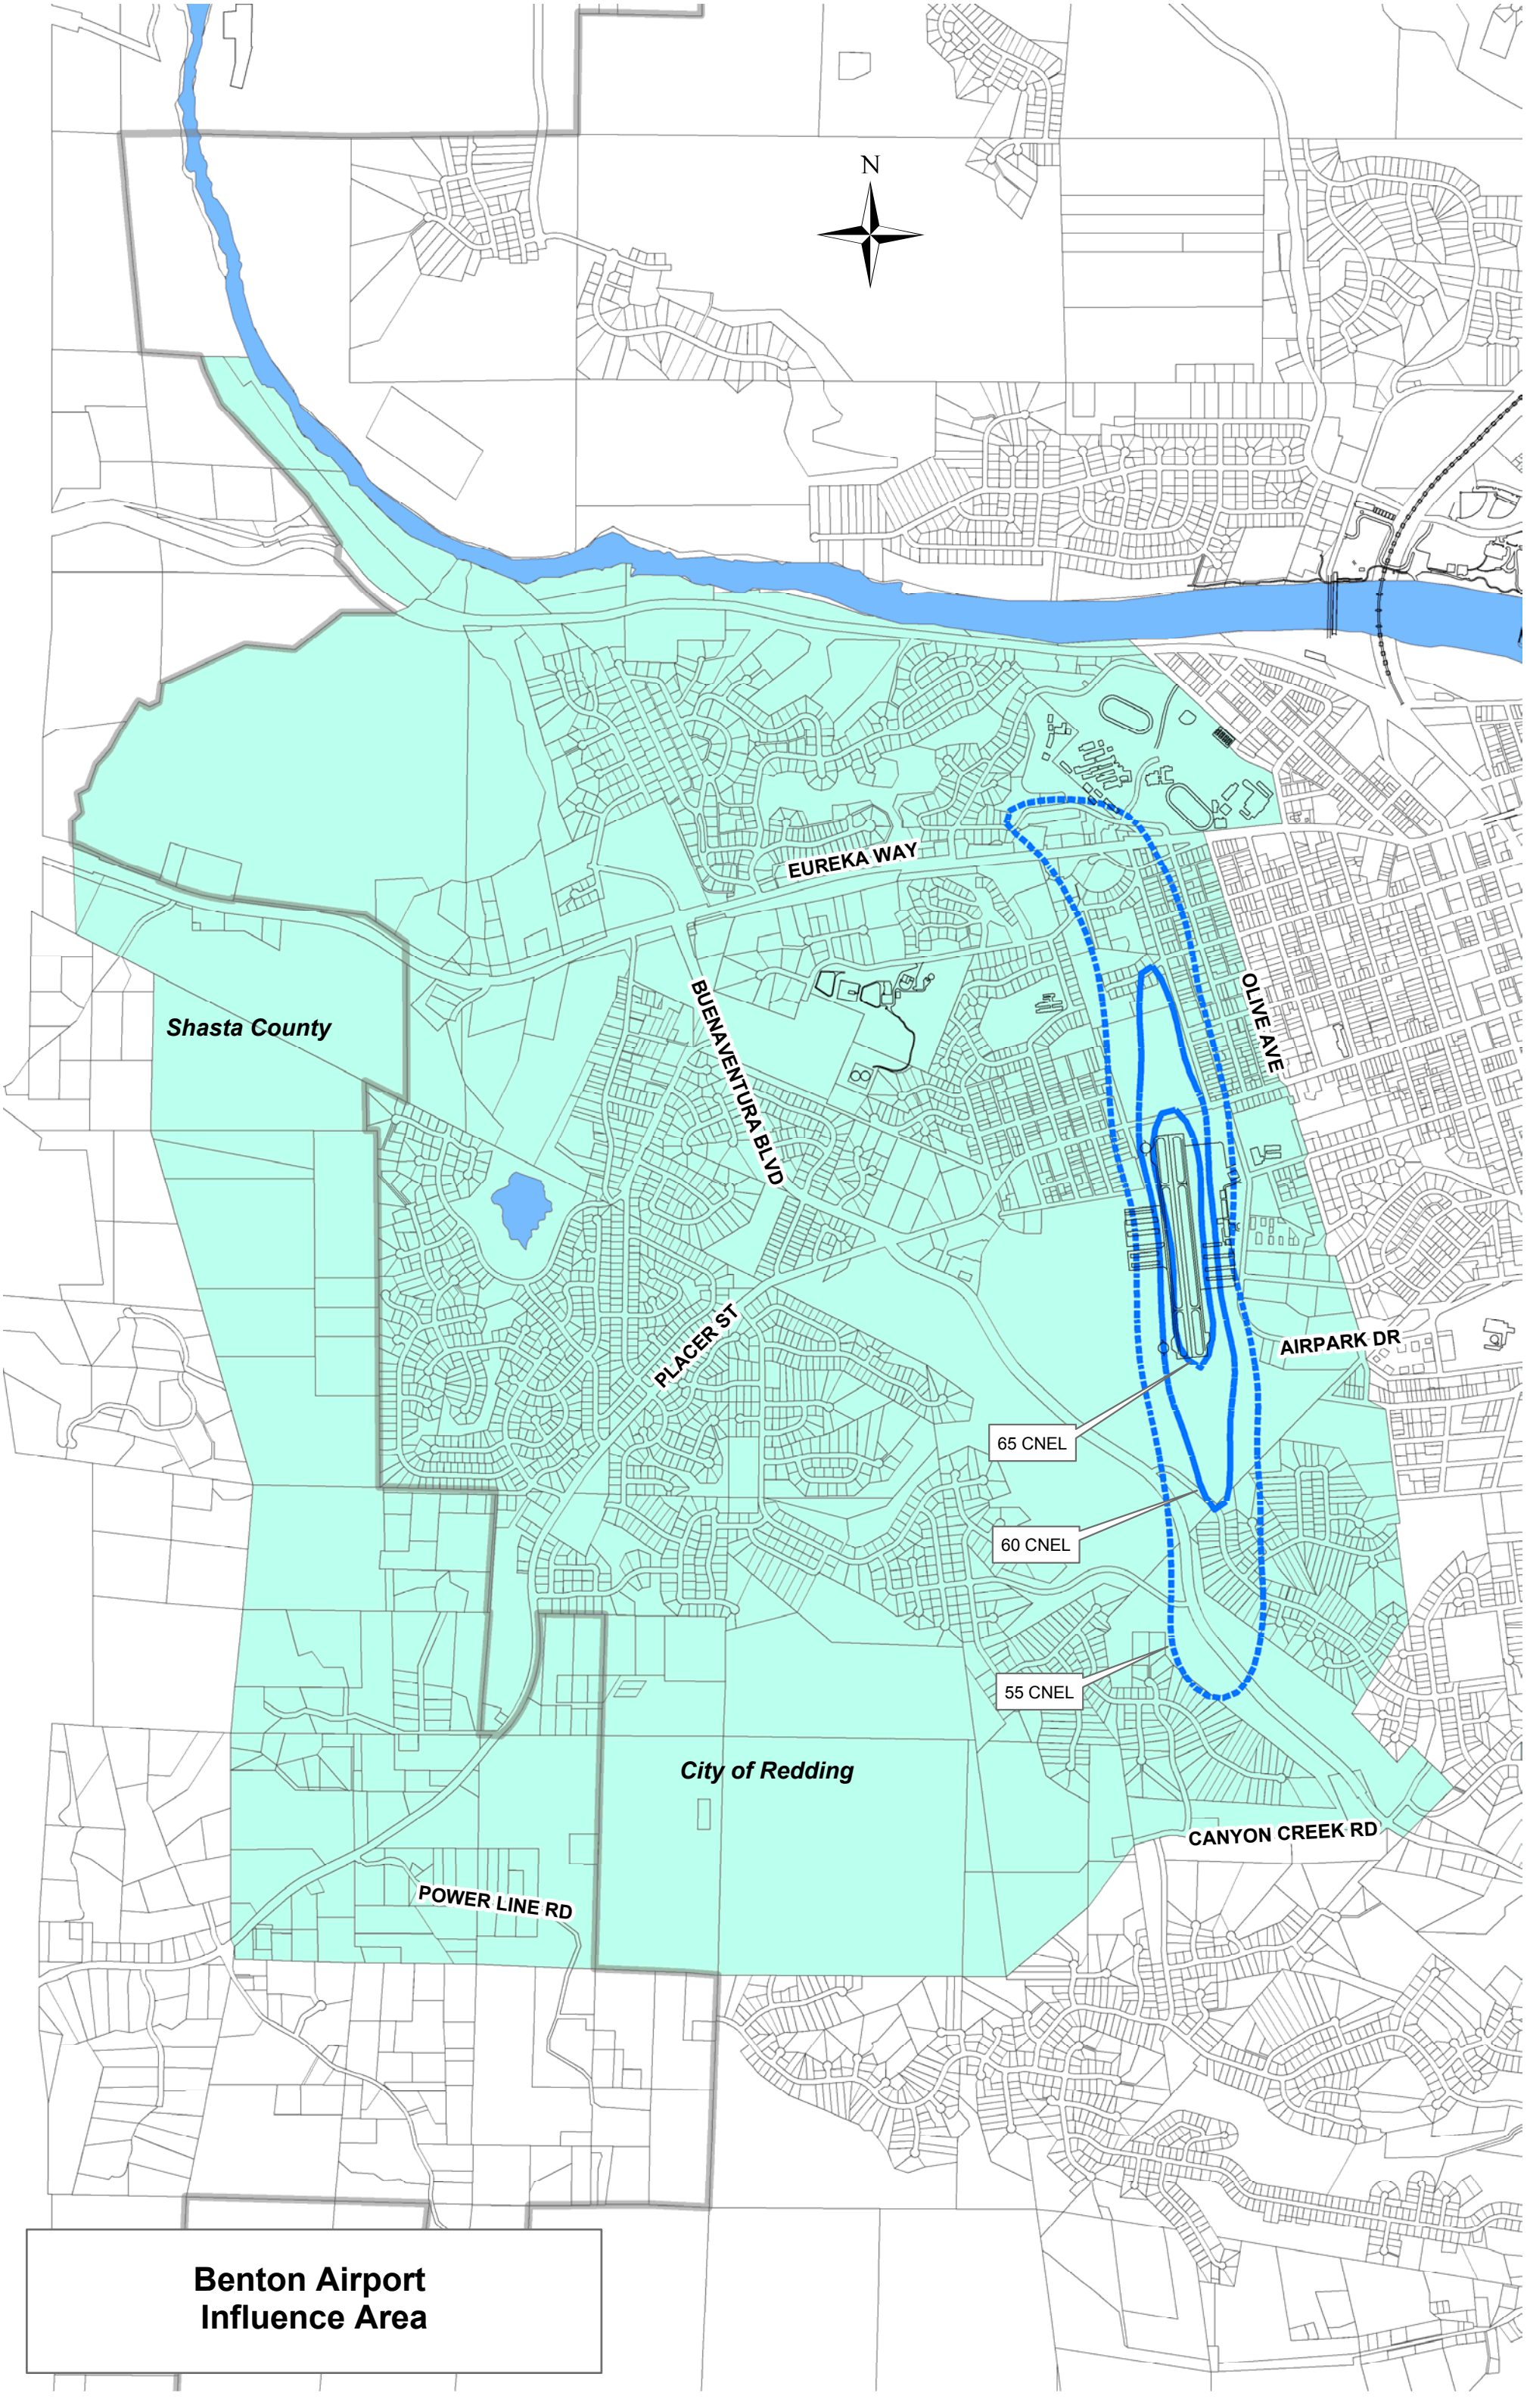 N
EUREKA WAY
OLIVE AVE
BUENAVENTURA BLVD
Shasta County
PLACER ST
AIRPARK DR
65 CNEL
60 CNEL
55 CNEL
City of Redding
CANYON CREEK RD
POWER LINE RD
Benton Airport
Influence Area